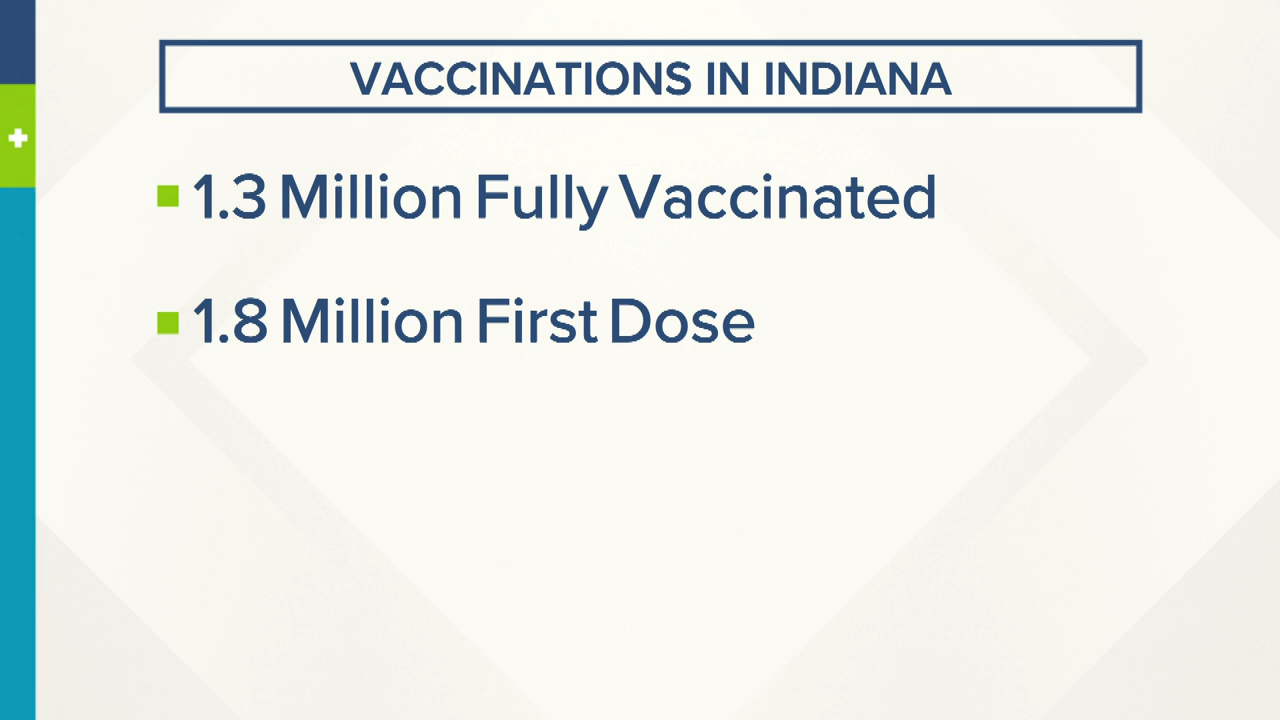 VACCINATIONS IN INDIANA
1.3 Million Fully Vaccinated
1.8 Million First Dose